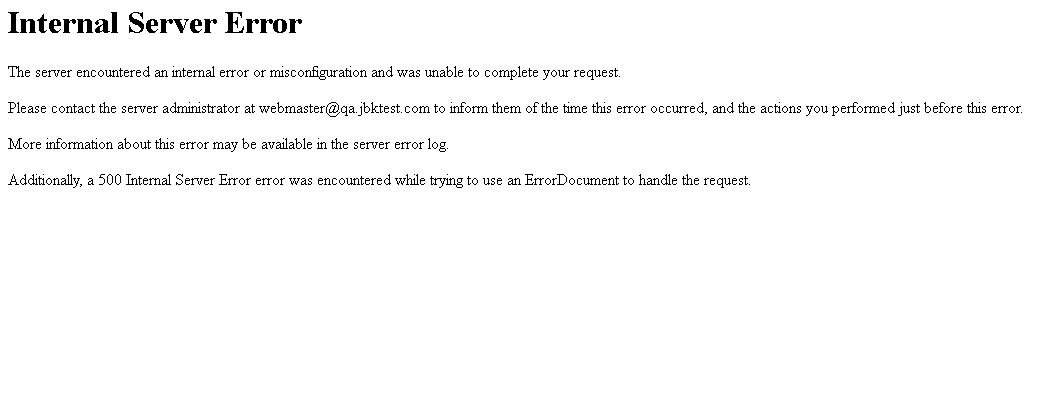 Internal Server Error
The server encountered an internal error or misconfiguration and was unable to complete your request.
Please contact the server administrator at webmaster@qa.jbktest.com to inform them of the time this error occurred, and the actions you performed just before this error.
More information about this error may be available in the server error log.
Additionally, a 500 Internal Server Error error was encountered while trying to use an ErrorDocument to handle the request.